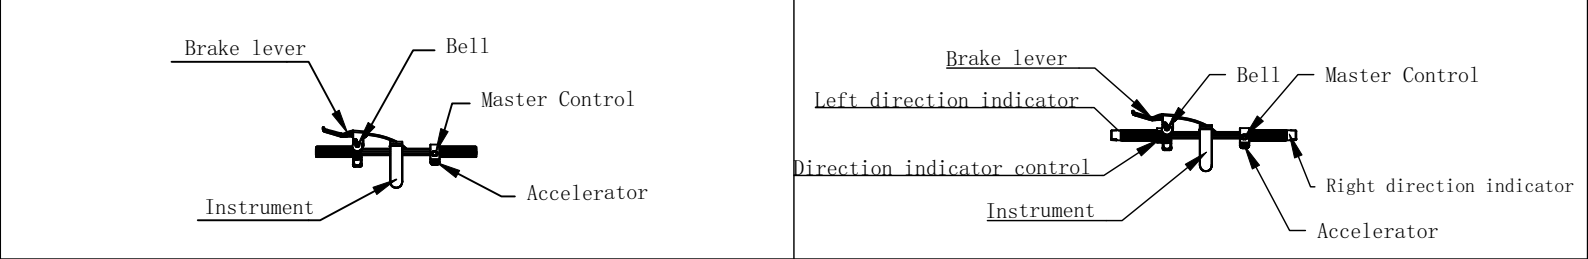 Brake lever
Bell
Master Control
Accelerator
Instrument
Brake lever
Bell
Master Control
Left direction indicator
Direction indicator control
Right direction indicator
Instrument
Accelerator